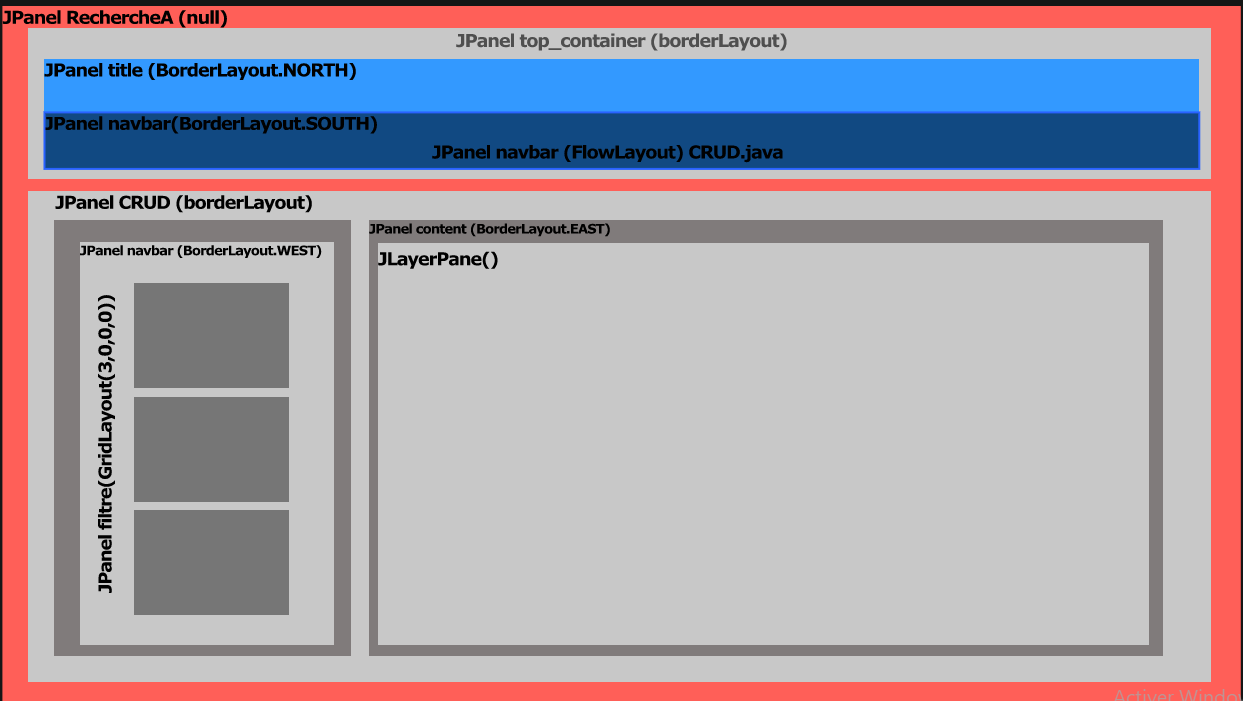 JPanel RechercheA (null)
JPanel top_container (borderLayout)
JPanel title (BorderLayout.NORTH)
JPanel navbar(BorderLayout.SOUTH)
JPanel navbar (FlowLayout) CRUD.java
JPanel CRUD (borderLayout)
JPanel navbar (BorderLayout.WEST)
JPanel filtre(GridLayout(3,0,0,0))
JPanel content (BorderLayout.EAST)
JLayerPane()
Activer Window